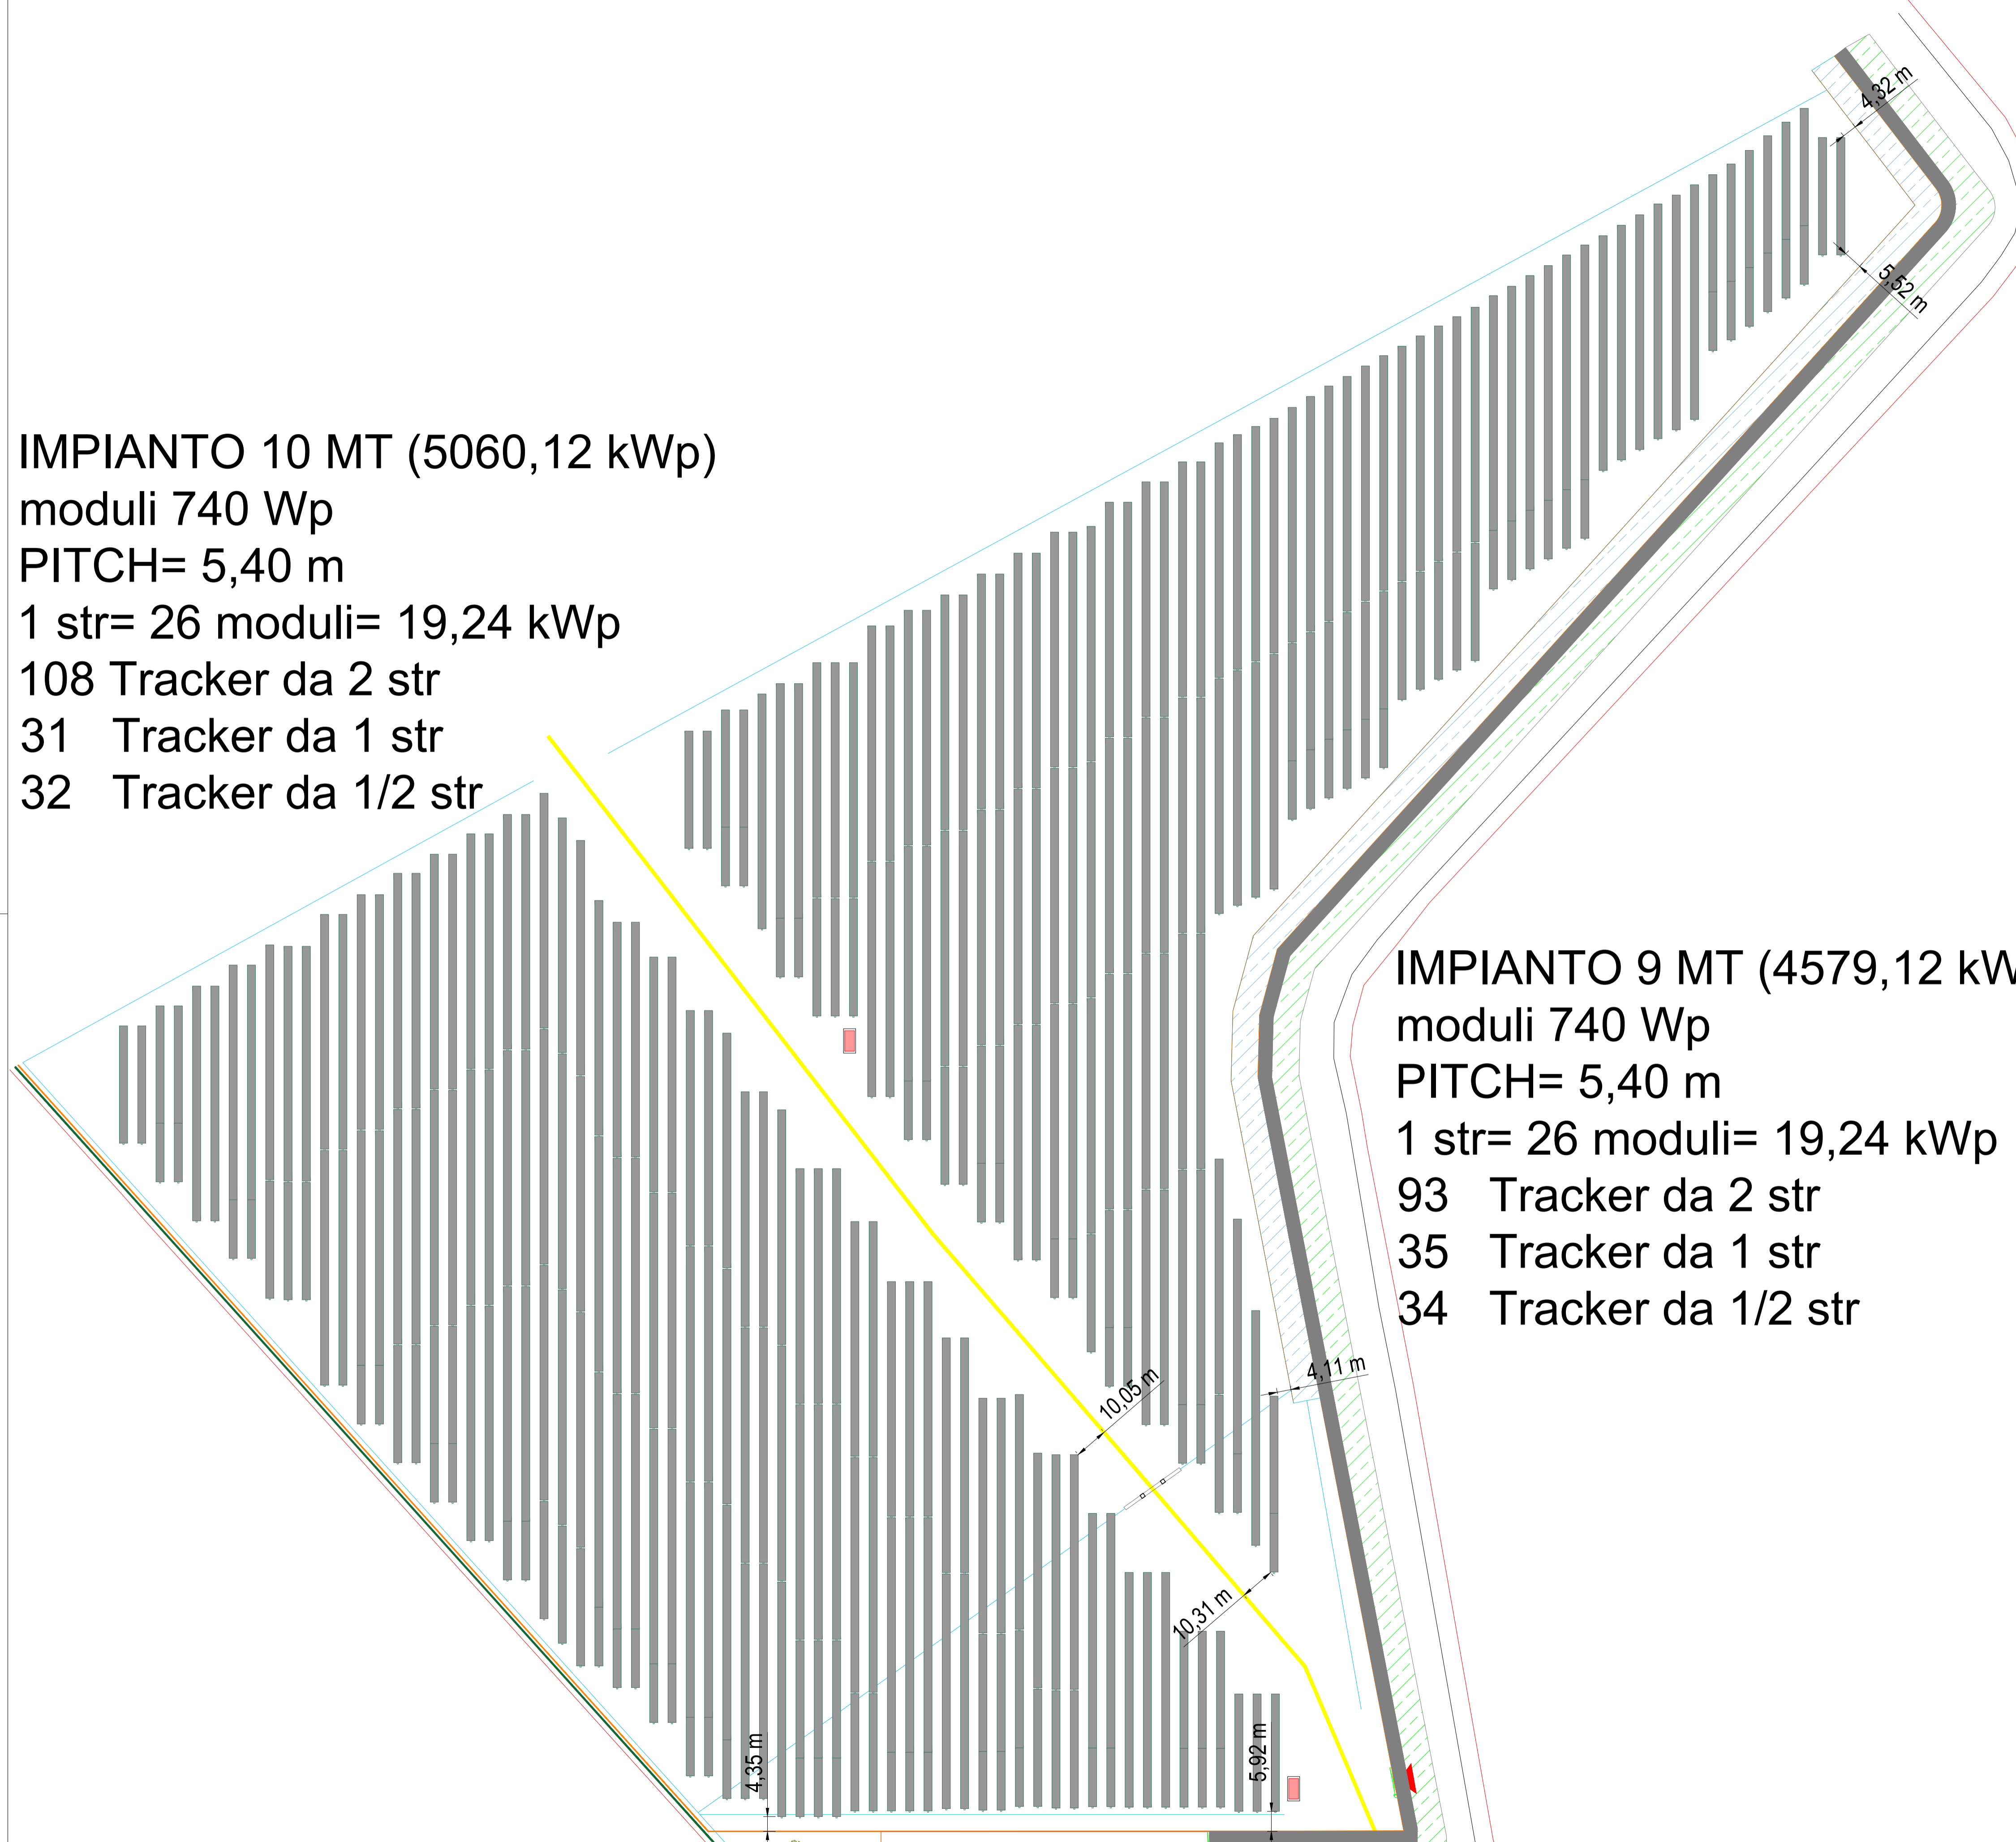 4,32 m
5,52 m
IMPIANTO 10 MT (5060,12 kWp)
moduli 740 Wp
PITCH= 5,40 m
1 str= 26 moduli= 19,24 kWp
108 Tracker da 2 str
31 Tracker da 1 str
32 Tracker da 1/2 str
IMPIANTO 9 MT (4579,12 kW
moduli 740 Wp
PITCH= 5,40 m
1 str= 26 moduli= 19,24 kWp
93 Tracker da 2 str
35 Tracker da 1 str
34 Tracker da 1/2 str
4,11 m
10,05 m
10,31 m
4,35 m
5,92 m